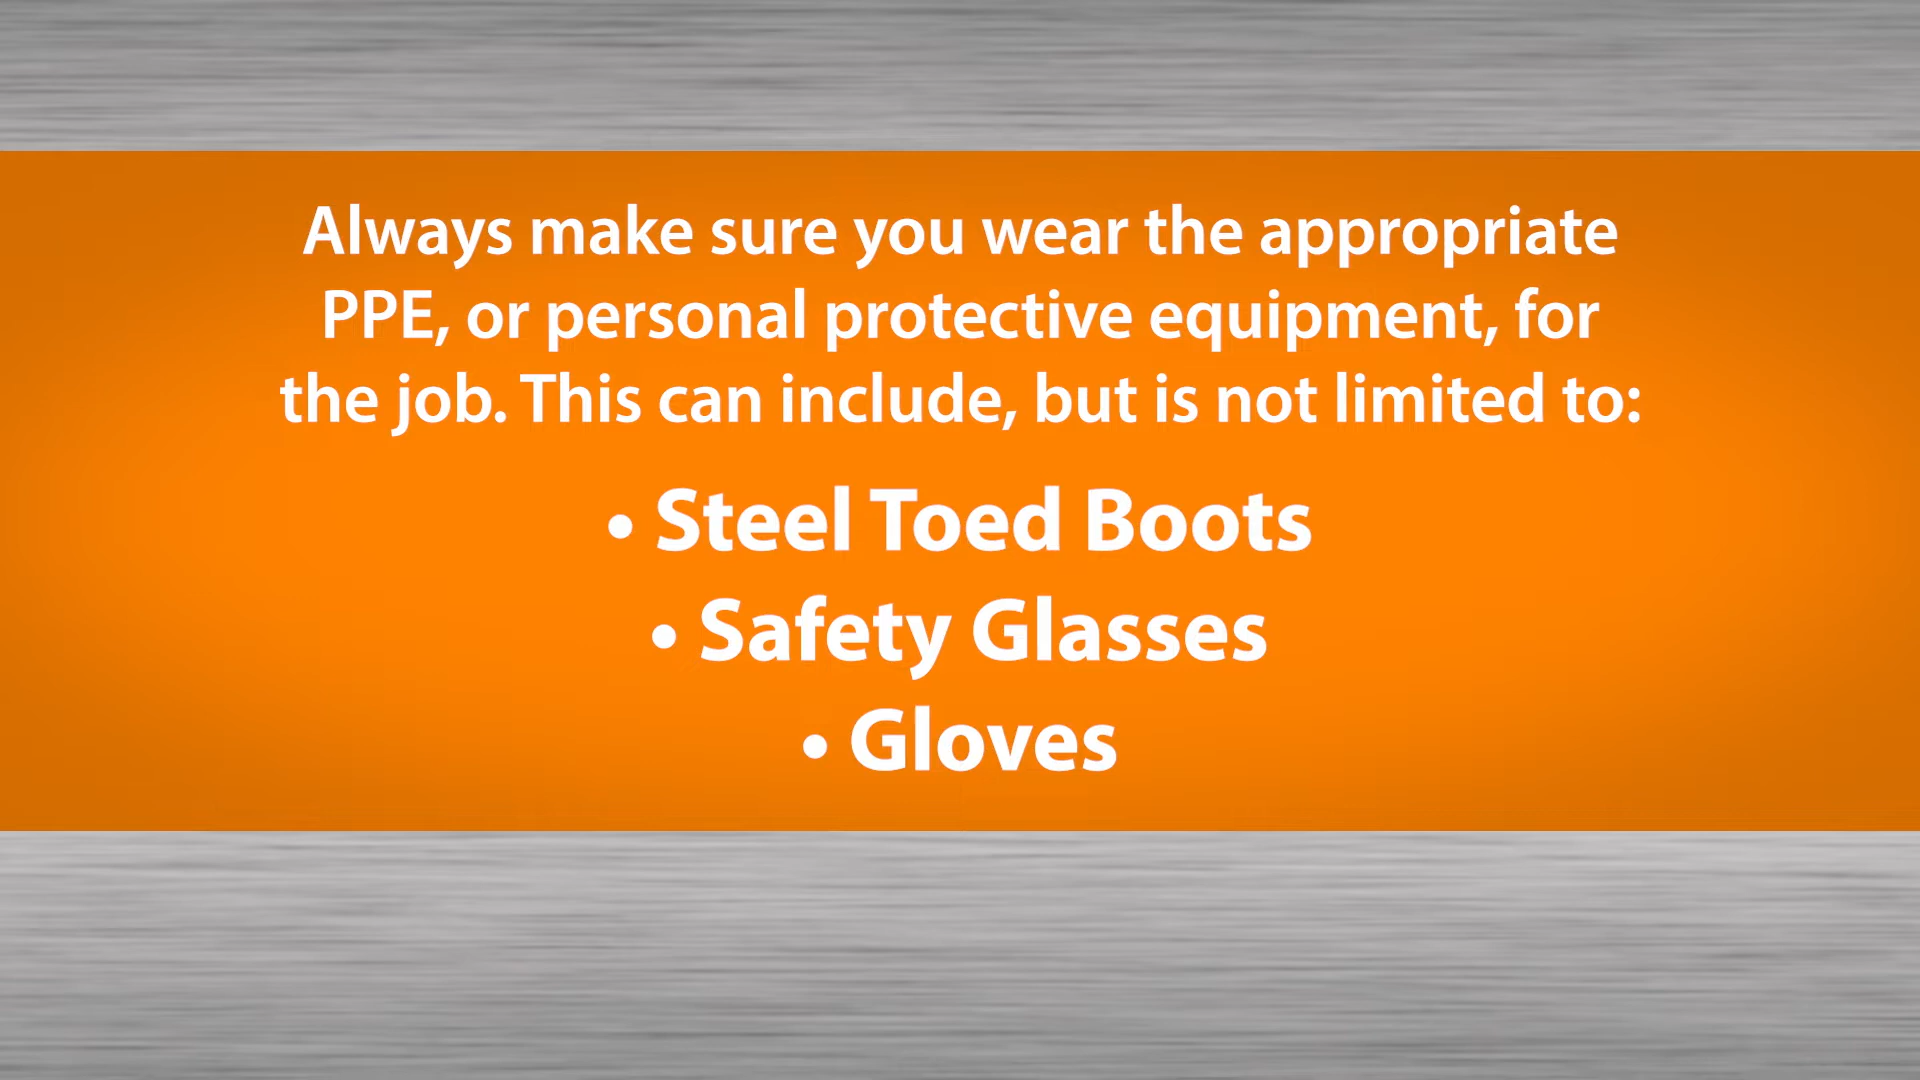 Always make sure you wear the appropriate
PPE, or personal protective equipment, for
the job. This can include, but is not limited to:
• Steel Toed Boots
• Safety Glasses
• Gloves